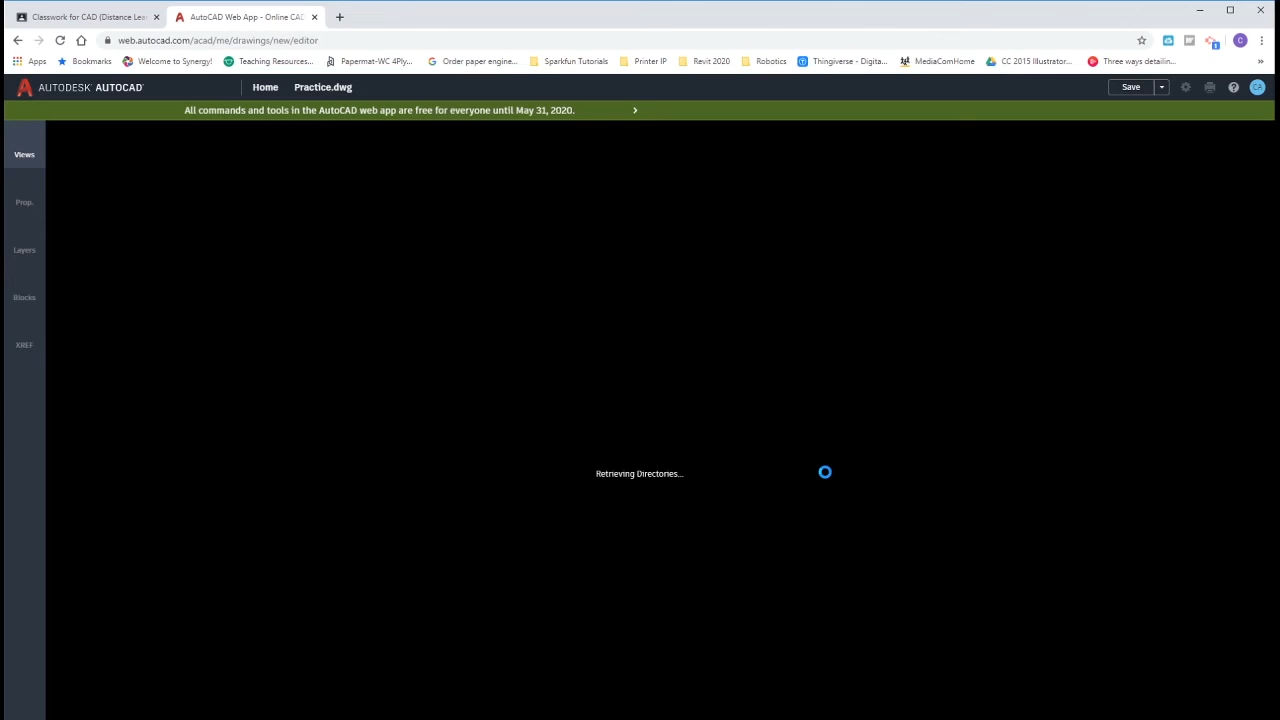 Classwork for CAD (Distance Lea
AutoCAD Web App - Online CAD
web.autocad.com/acad/me/drawings/new/editor
Apps Bookmarks Welcome to Synergy! Teaching Resources... Papermat-WC 4Ply... Order paper engine... Sparkfun Tutorials Printer IP Revit 2020 Robotics Thingiverse - Digita... MediaComHome CC 2015 Illustrator... Three ways detailin... »
AUTODESK AUTOCAD Home Practice.dwg Save CA
All commands and tools in the AutoCAD web app are free for everyone until May 31, 2020.
Views
Prop.
Layers
Blocks
XREF
Retrieving Directories...